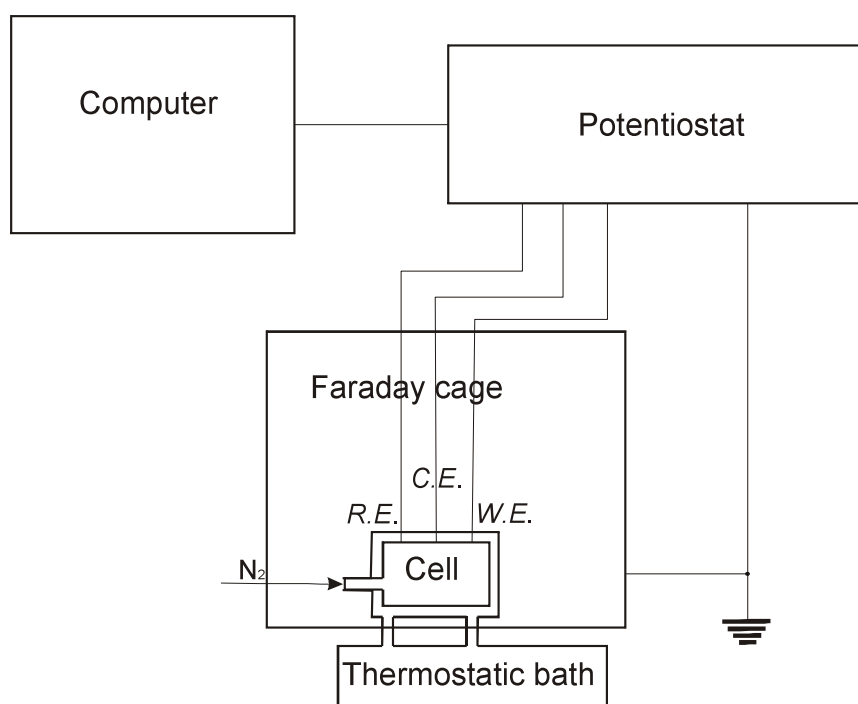 Computer
Potentiostat
Faraday cage
C.E.
R.E.
W.E.
N₂
Cell
Thermostatic bath